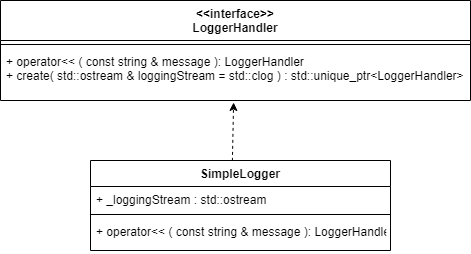 <<interface>>
LoggerHandler
+ operator<< ( const string & message ): LoggerHandler
+ create( std::ostream & loggingStream = std::clog ) : std::unique_ptr<LoggerHandler>
SimpleLogger
+ _loggingStream : std::ostream
+ operator<< ( const string & message ): LoggerHandle